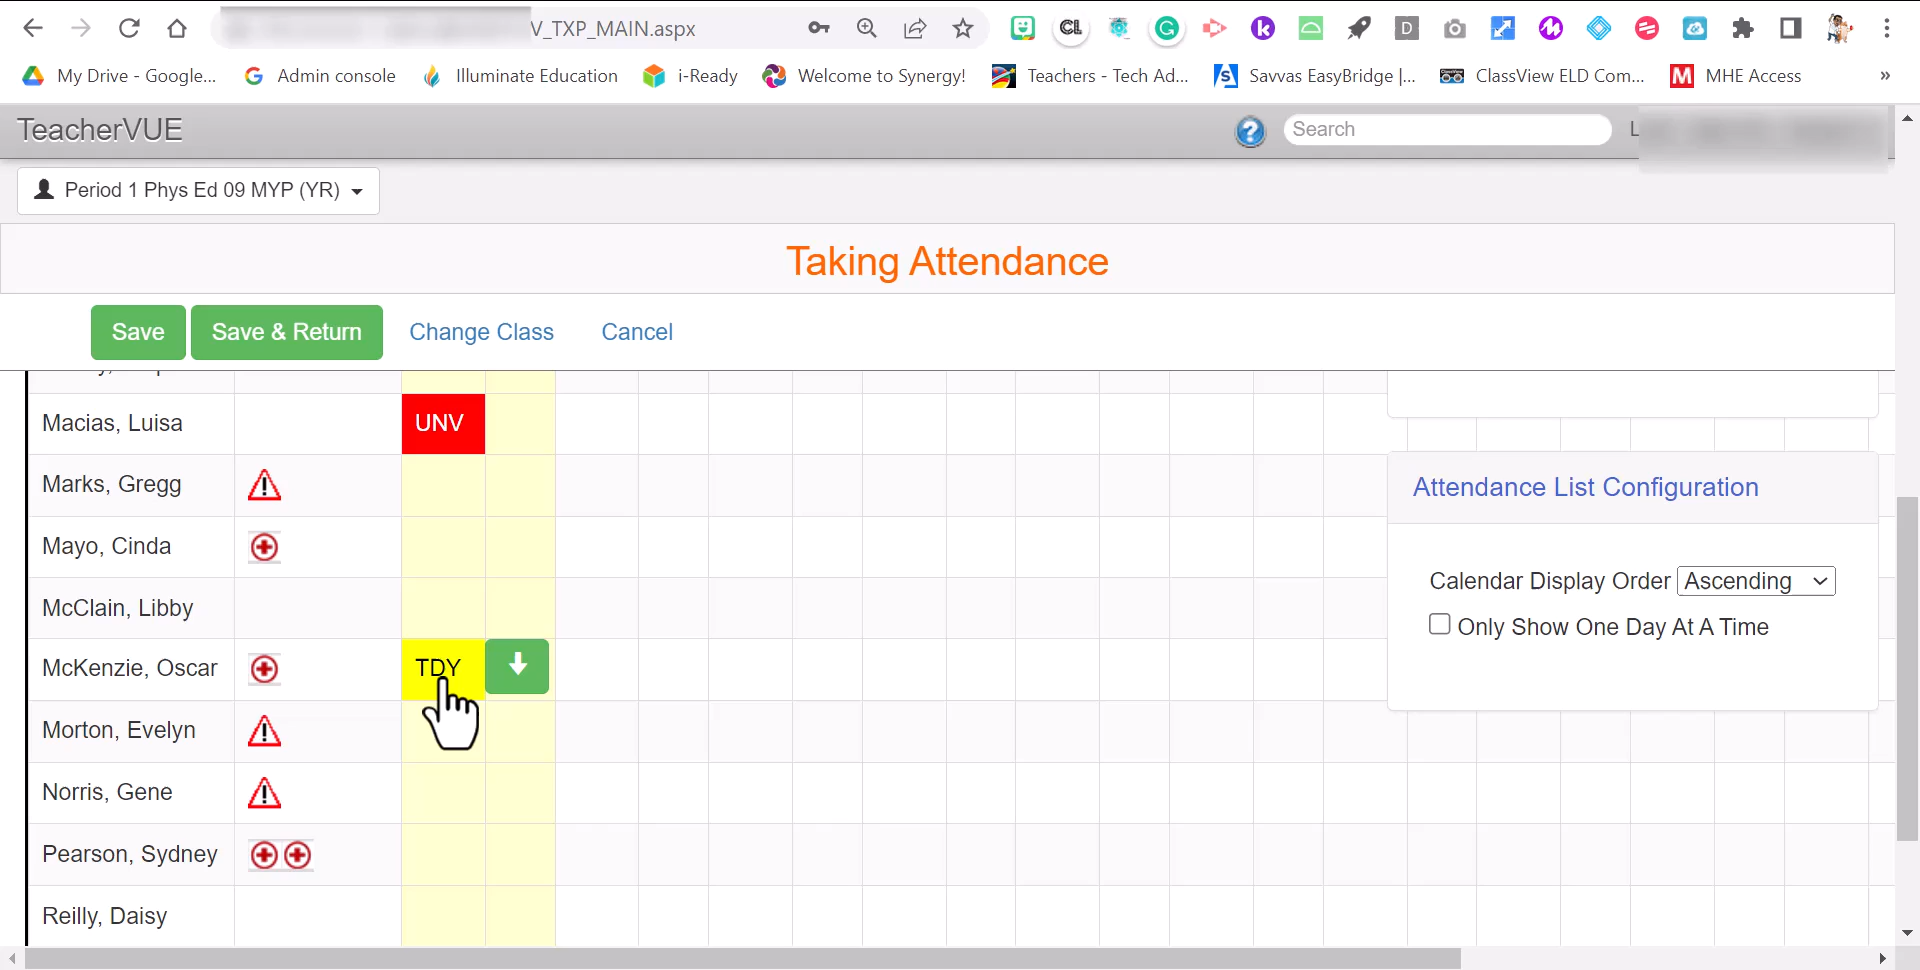 V_TXP_MAIN.aspx
CL
G
k
D
My Drive - Google...
G Admin console
Illuminate Education
i-Ready
Welcome to Synergy!
Teachers - Tech Ad...
S Savvas EasyBridge |...
ClassView ELD Com...
M MHE Access
»
TeacherVUE
?
Search
L
Period 1 Phys Ed 09 MYP (YR)
Taking Attendance
Save
Save & Return
Change Class
Cancel
Macias, Luisa
UNV
Marks, Gregg
Mayo, Cinda
McClain, Libby
McKenzie, Oscar
TDY
Morton, Evelyn
Norris, Gene
Pearson, Sydney
Reilly, Daisy
Attendance List Configuration
Calendar Display Order Ascending
Only Show One Day At A Time